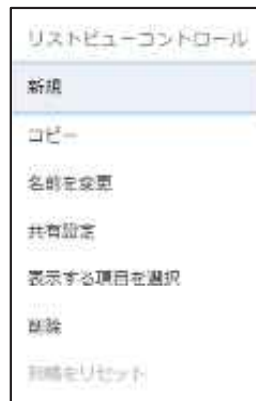 リストビューコントロール
新規
コピー
名前を変更
共有設定
表示する項目を選択
削除
列幅をリセット